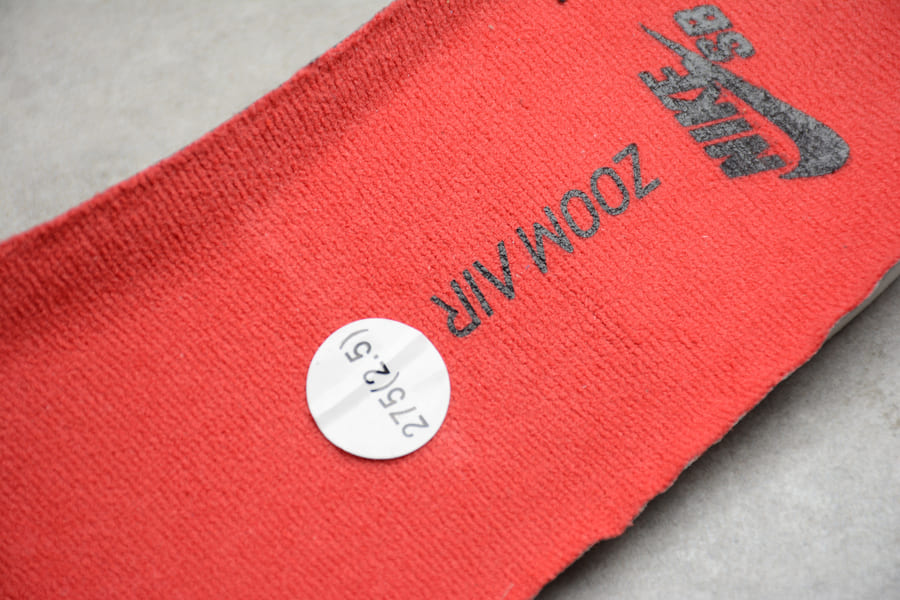 NIKE
SB
ZOOM AIR
275(2.5)